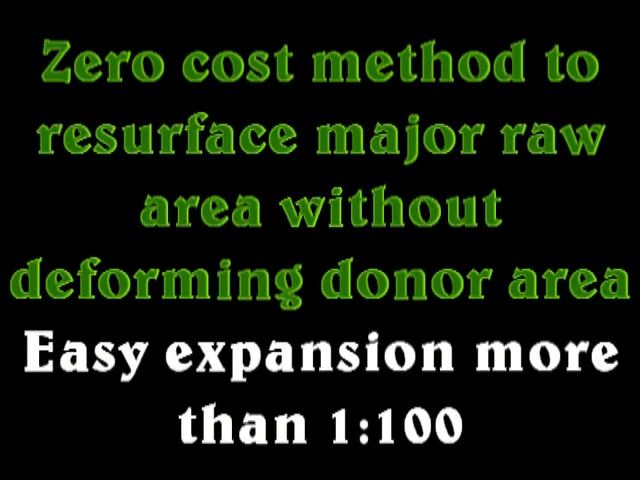 Zero cost method to
resurface major raw
area without
deforming donor area
Easy expansion more
than 1:100